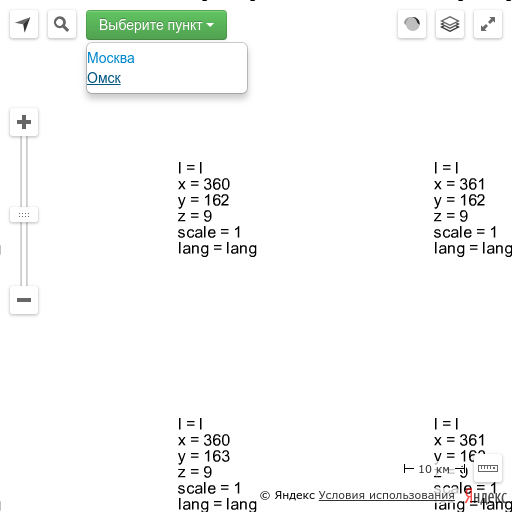 Выберите пункт
Москва
Омск
l = l
x = 360
y = 162
z = 9
scale = 1
lang = lang
l = l
x = 361
y = 162
z = 9
scale = 1
lang = lang
l = l
x = 360
y = 163
z = 9
scale = 1
lang = lang
l = l
x = 361
y = 163
z = 9
scale = 1
lang = lang
10 км
© Яндекс Условия использования
Яндекс